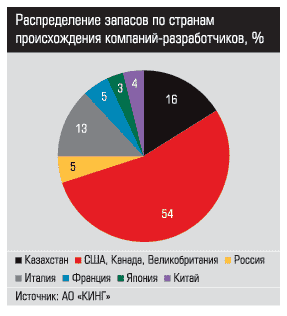 Распределение запасов по странам
происхождения компаний-разработчиков, %
4
3
5
16
13
5
54
Казахстан США, Канада, Великобритания Россия
Италия Франция Япония Китай
Источник: АО «КИНГ»